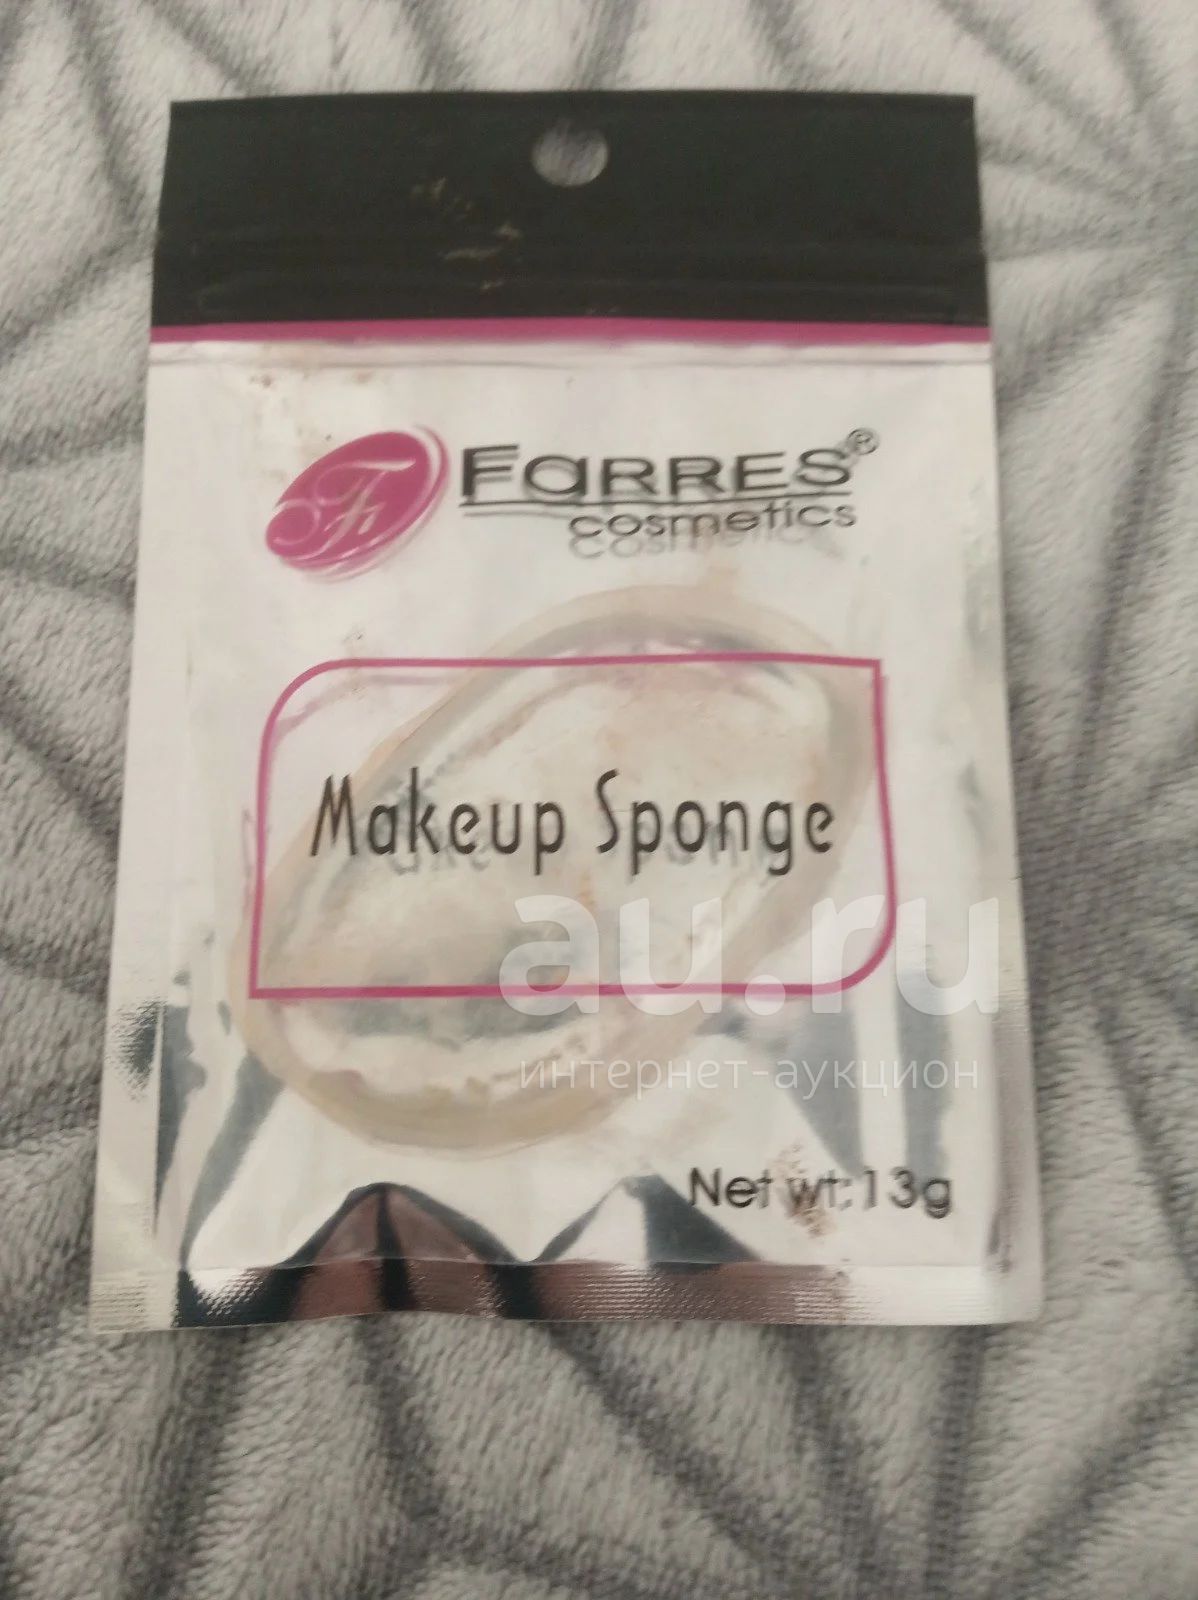 F
FARRES®
cosmetics
Makeup Sponge
au.ru
интернет-аукцион
Net wt:13g